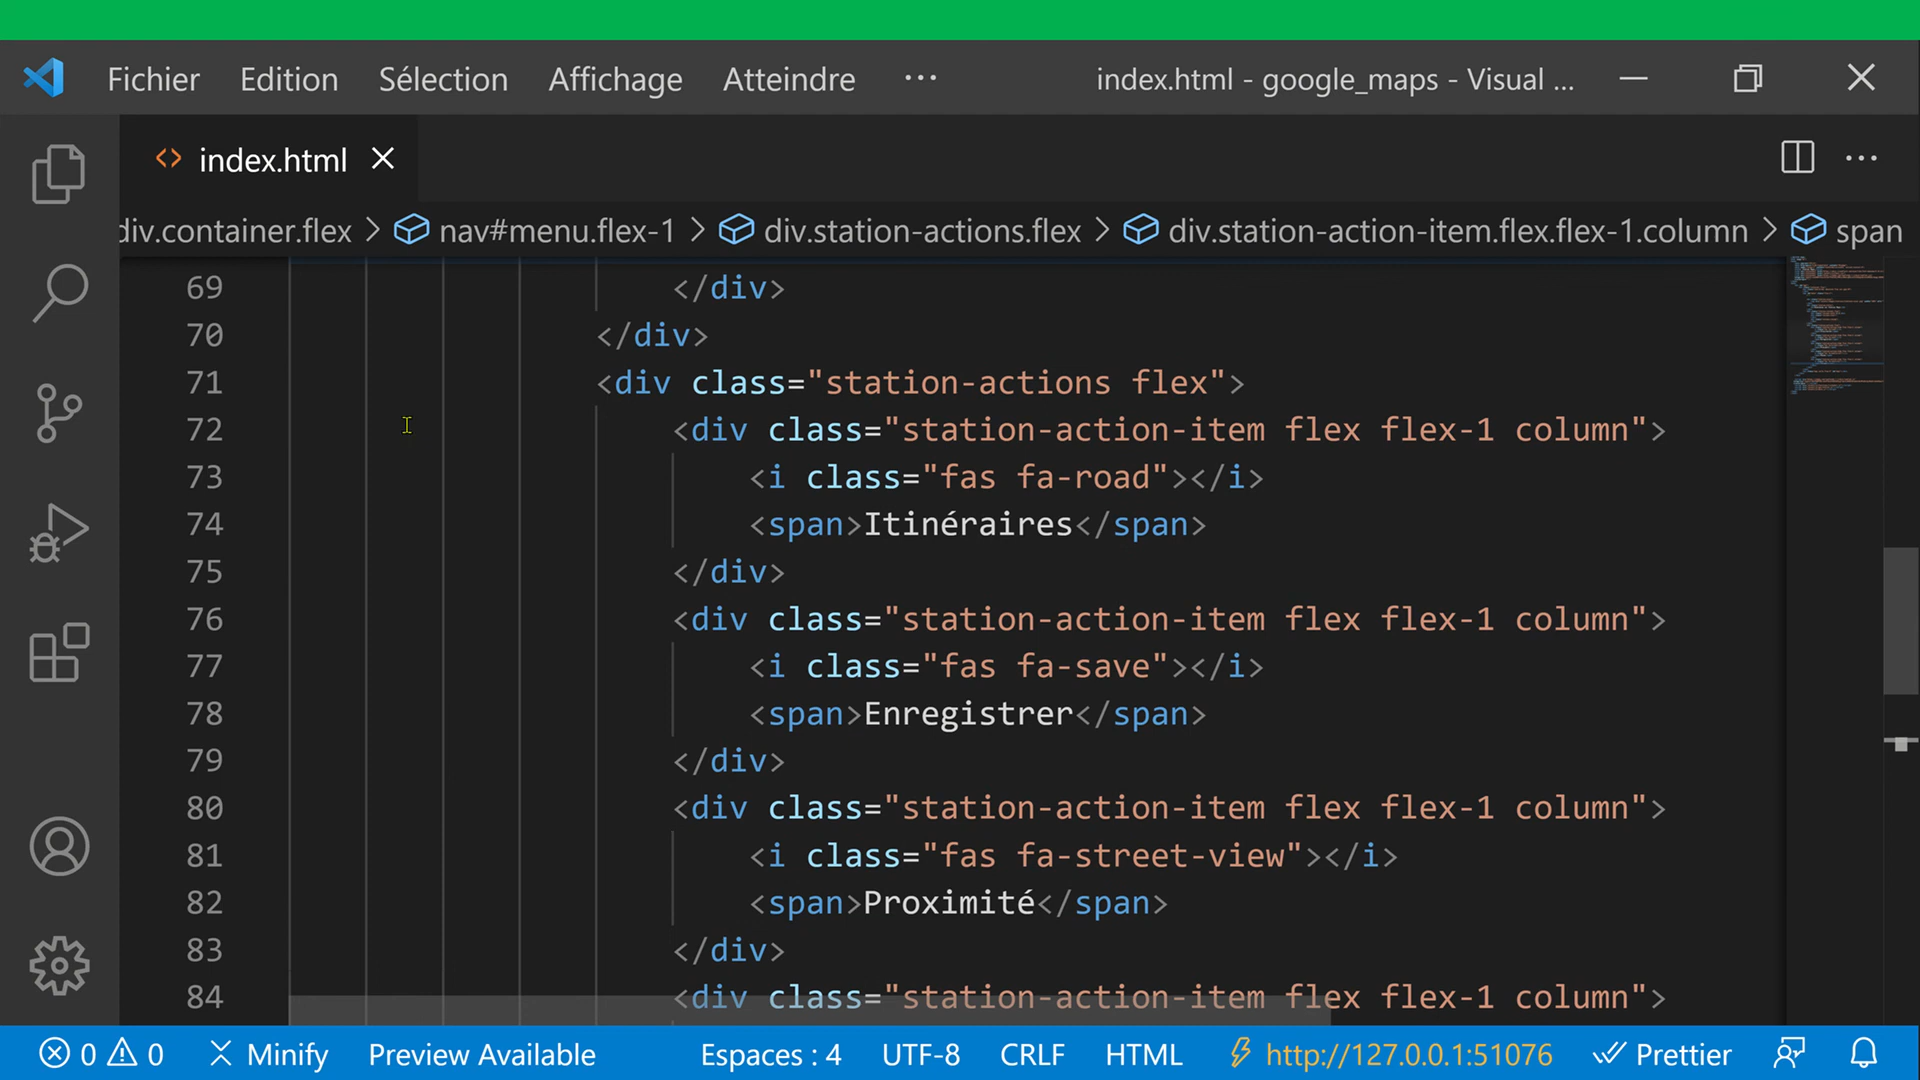 Fichier Edition Sélection Affichage Atteindre ··· index.html - google_maps - Visual ...
index.html
div.container.flex > nav#menu.flex-1 > div.station-actions.flex > div.station-action-item.flex.flex-1.column > span
69 </div>
70 </div>
71 <div class="station-actions flex">
72 <div class="station-action-item flex flex-1 column">
73 <i class="fas fa-road"></i>
74 <span>Itinéraires</span>
75 </div>
76 <div class="station-action-item flex flex-1 column">
77 <i class="fas fa-save"></i>
78 <span>Enregistrer</span>
79 </div>
80 <div class="station-action-item flex flex-1 column">
81 <i class="fas fa-street-view"></i>
82 <span>Proximité</span>
83 </div>
84 <div class="station-action-item flex flex-1 column">
0 0 Minify Preview Available Espaces : 4 UTF-8 CRLF HTML http://127.0.0.1:51076 Prettier